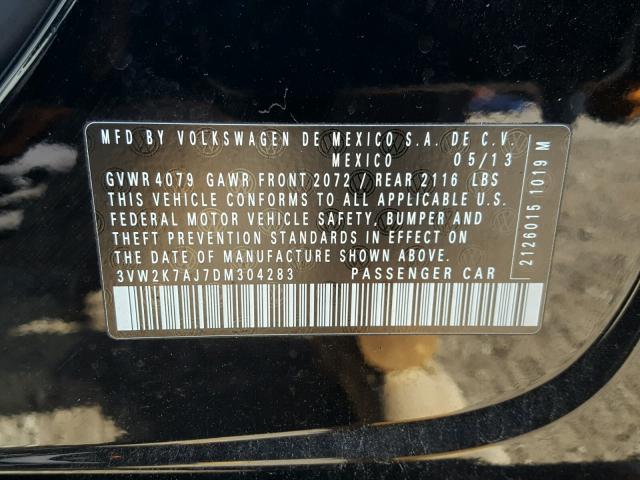 MFD BY VOLKSWAGEN DE MEXICO S.A. DE C.V.
MEXICO 05/13
GVWR 4079 GAWR FRONT 2072 / REAR 2116 LBS
THIS VEHICLE CONFORMS TO ALL APPLICABLE U.S.
FEDERAL MOTOR VEHICLE SAFETY, BUMPER AND
THEFT PREVENTION STANDARDS IN EFFECT ON
THE DATE OF MANUFACTURE SHOWN ABOVE.
3VW2K7AJ7DM304283 PASSENGER CAR
2126015 1019 M